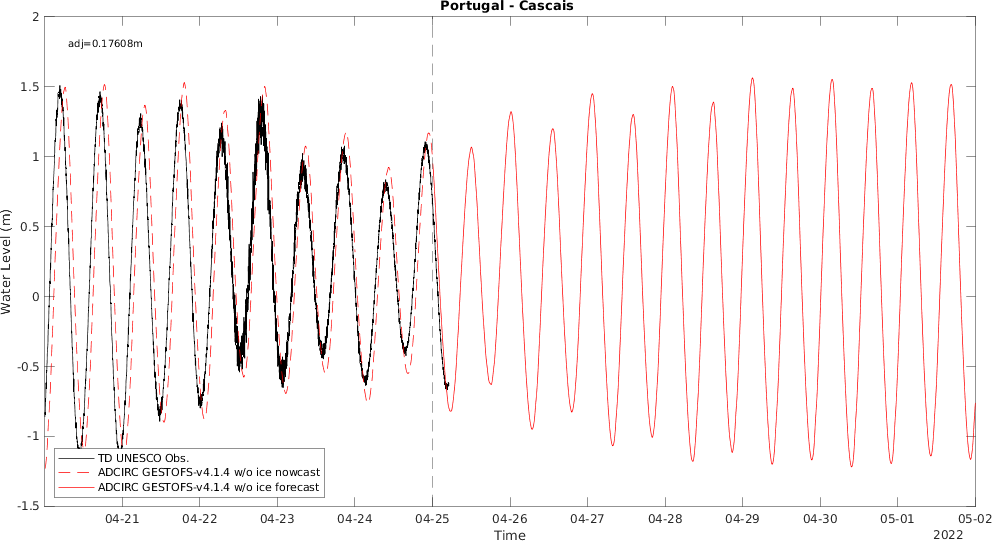 Portugal - Cascais
adj=0.17608m
2
1.5
1
0.5
0
-0.5
-1
-1.5
Water Level (m)
TD UNESCO Obs.
ADCIRC GESTOFS-v4.1.4 w/o ice nowcast
ADCIRC GESTOFS-v4.1.4 w/o ice forecast
04-21 04-22 04-23 04-24 04-25 04-26 04-27 04-28 04-29 04-30 05-01 05-02
Time
2022